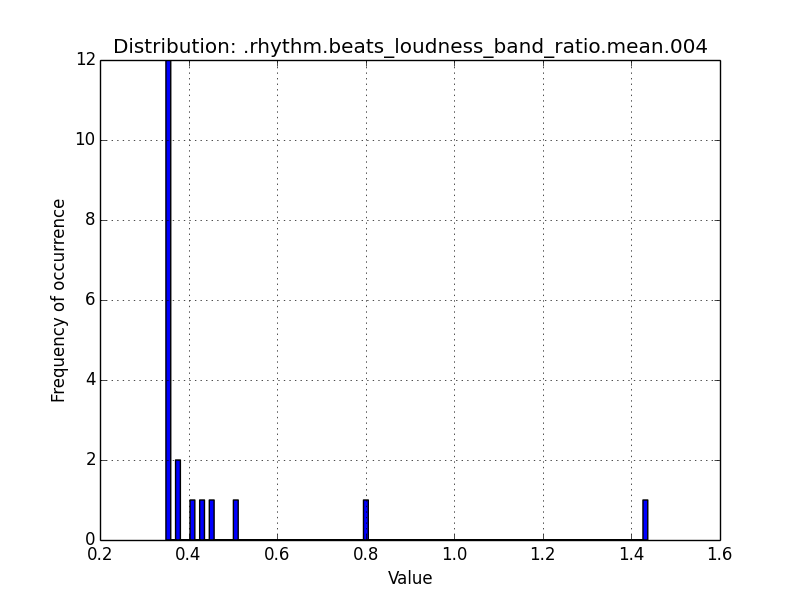 Distribution: .rhythm.beats_loudness_band_ratio.mean.004
12
10
8
6
4
2
0
Frequency of occurrence
0.2 0.4 0.6 0.8 1.0 1.2 1.4 1.6
Value